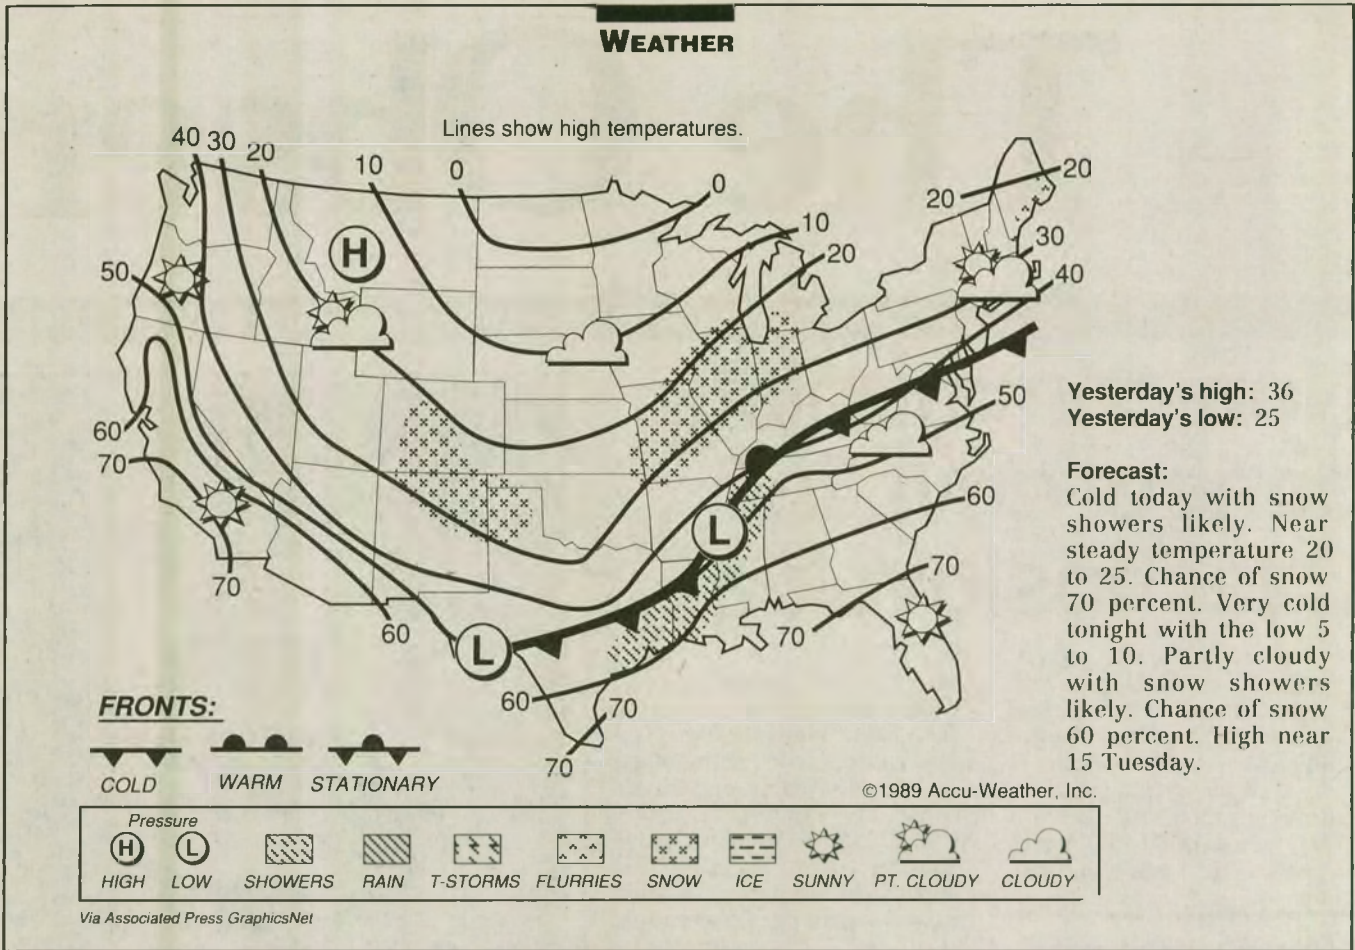 WEATHER
Lines show high temperatures.
40 30 20 10 0 0
10
20
20 20
30
40
50
H
60
70
50
60
70
70
60
L
L
70
60
70
70
Yesterday's high: 36
Yesterday's low: 25
Forecast:
Cold today with snow
showers likely. Near
steady temperature 20
to 25. Chance of snow
70 percent. Very cold
tonight with the low 5
to 10. Partly cloudy
with snow showers
likely. Chance of snow
60 percent. High near
15 Tuesday.
FRONTS:
COLD WARM STATIONARY
©1989 Accu-Weather, Inc.
Pressure
H L
HIGH LOW SHOWERS RAIN T-STORMS FLURRIES SNOW ICE SUNNY PT. CLOUDY CLOUDY
Via Associated Press GraphicsNet